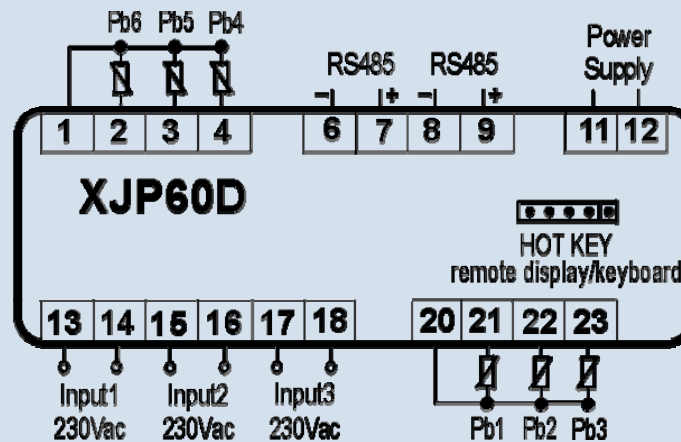 Pb6 Pb5 Pb4
RS485 RS485 Power
Supply
− + − +
1 2 3 4 6 7 8 9 11 12
XJP60D
HOT KEY
remote display/keyboard
13 14 15 16 17 18 20 21 22 23
Input1 Input2 Input3
230Vac 230Vac 230Vac Pb1 Pb2 Pb3